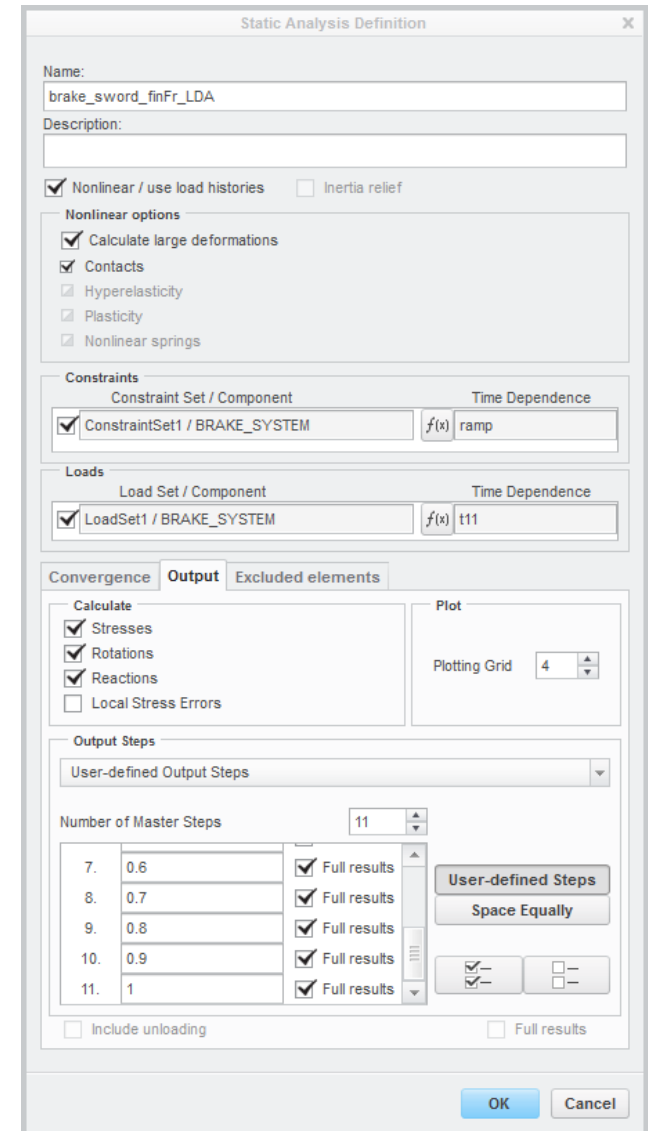 Static Analysis Definition
Name:
brake_sword_finFr_LDA
Description:
Nonlinear / use load histories Inertia relief
Nonlinear options
Calculate large deformations
Contacts
Hyperelasticity
Plasticity
Nonlinear springs
Constraints
Constraint Set / Component Time Dependence
ConstraintSet1 / BRAKE_SYSTEM f(x) ramp
Loads
Load Set / Component Time Dependence
LoadSet1 / BRAKE_SYSTEM f(x) t11
Convergence Output Excluded elements
Calculate Plot
Stresses
Rotations
Plotting Grid 4
Reactions
Local Stress Errors
Output Steps
User-defined Output Steps
Number of Master Steps 11
7. 0.6 Full results
User-defined Steps
8. 0.7 Full results
Space Equally
9. 0.8 Full results
10. 0.9 Full results
11. 1 Full results
Include unloading Full results
OK Cancel